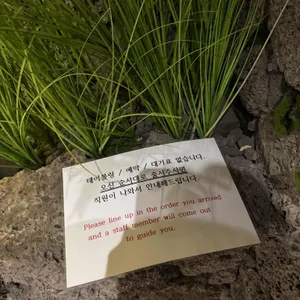 테이블링 / 예약 / 대기표 없습니다.
오신 순서대로 줄서주시면
직원이 나와서 안내해드립니다.
Please line up in the order you arrived
and a staff member will come out
to guide you.